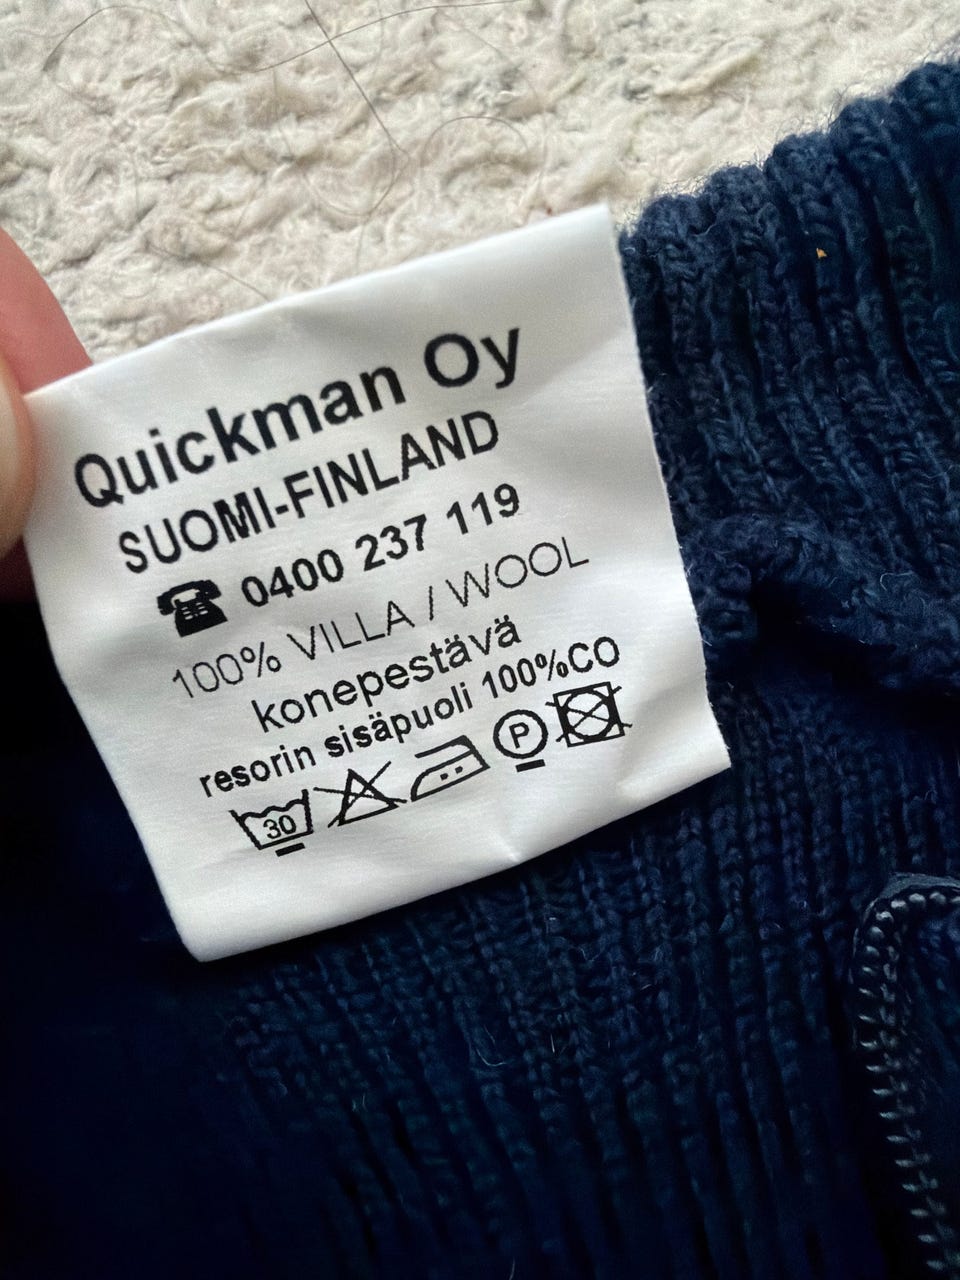 Quickman Oy
SUOMI-FINLAND
0400 237 119
100% VILLA / WOOL
konepestävä
resorin sisäpuoli 100%CO
30 P